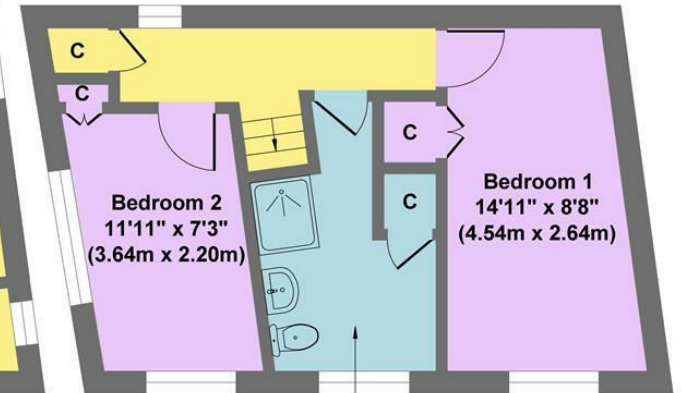 C
C
C
C
Bedroom 2
11'11" x 7'3"
(3.64m x 2.20m)
Bedroom 1
14'11" x 8'8"
(4.54m x 2.64m)